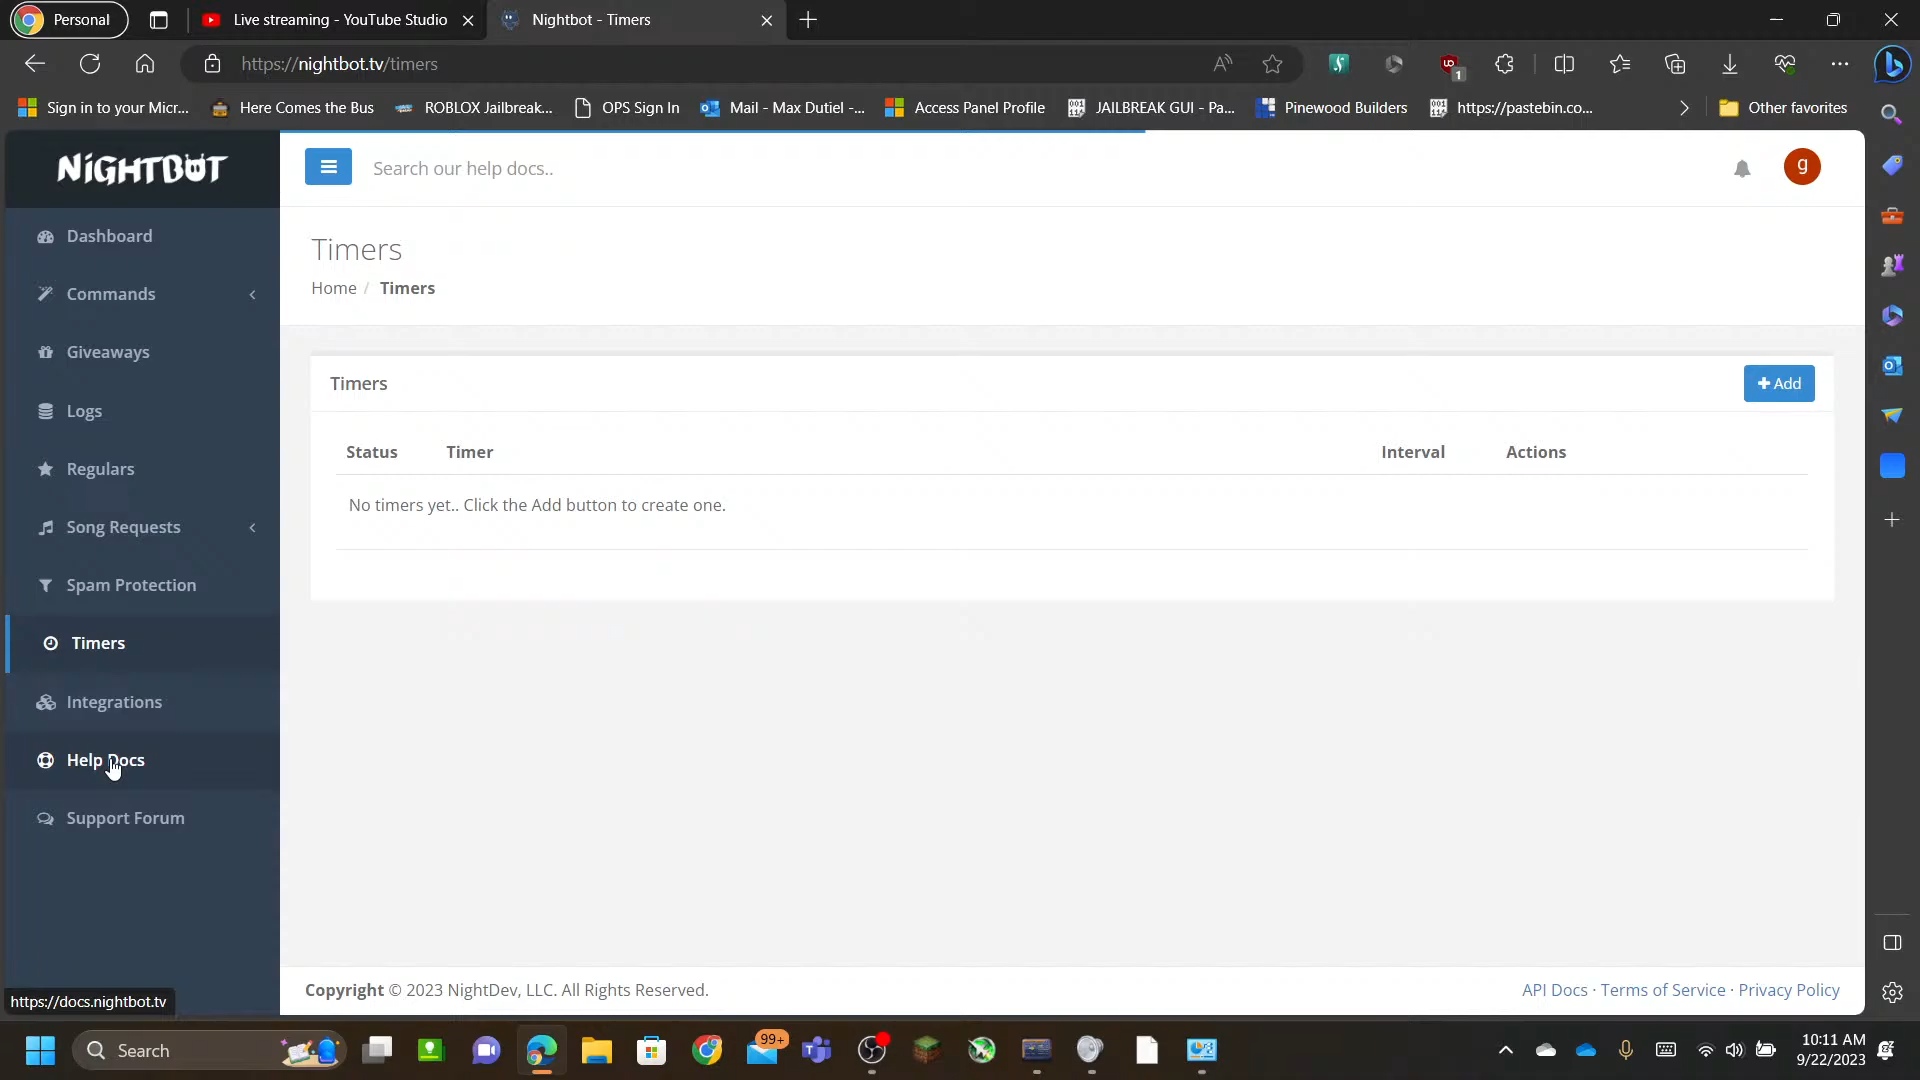 Personal
Live streaming - YouTube Studio
Nightbot - Timers
https://nightbot.tv/timers
1
Sign in to your Micr...
Here Comes the Bus
ROBLOX Jailbreak...
OPS Sign In
Mail - Max Dutiel -...
Access Panel Profile
JAILBREAK GUI - Pa...
Pinewood Builders
https://pastebin.co...
Other favorites
NiGHTBOT
Search our help docs..
g
Dashboard
Commands
Giveaways
Logs
Regulars
Song Requests
Spam Protection
Timers
Integrations
Help Docs
Support Forum
Timers
Home / Timers
Timers
+ Add
Status Timer Interval Actions
No timers yet.. Click the Add button to create one.
Copyright © 2023 NightDev, LLC. All Rights Reserved.
API Docs · Terms of Service · Privacy Policy
https://docs.nightbot.tv
Search
99+
10:11 AM
9/22/2023